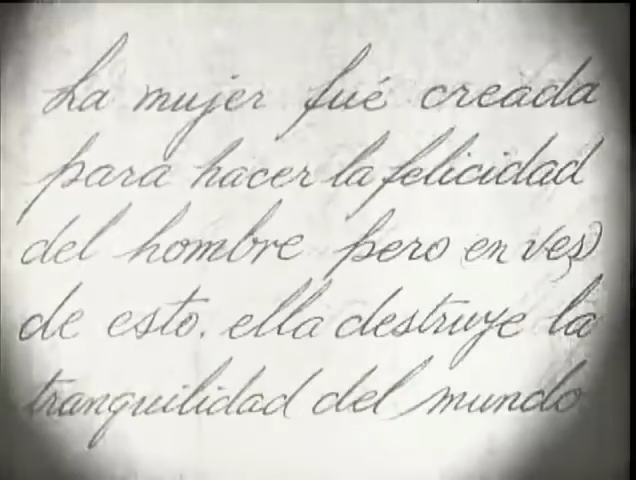 La mujer fué creada
para hacer la felicidad
del hombre pero en ves
de esto. ella destruye la
tranquilidad del mundo